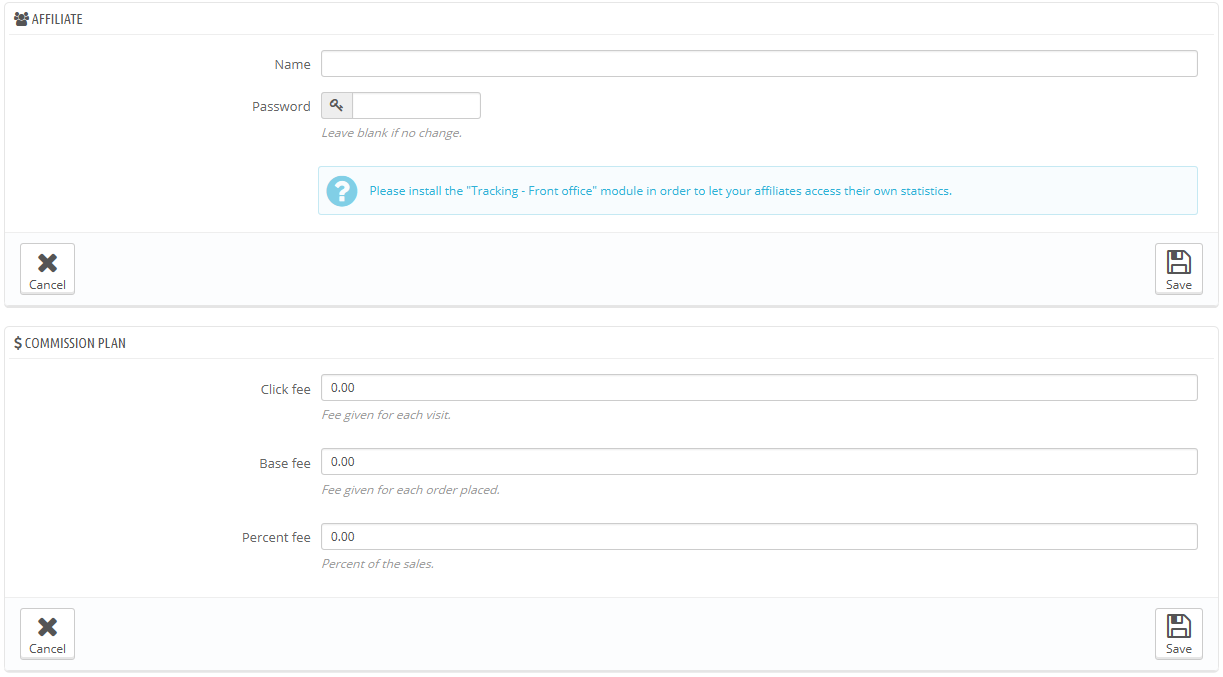 AFFILIATE
Name
Password
Leave blank if no change.
Please install the "Tracking - Front office" module in order to let your affiliates access their own statistics.
Cancel
Save
$ COMMISSION PLAN
Click fee 0.00
Fee given for each visit.
Base fee 0.00
Fee given for each order placed.
Percent fee 0.00
Percent of the sales.
Cancel
Save